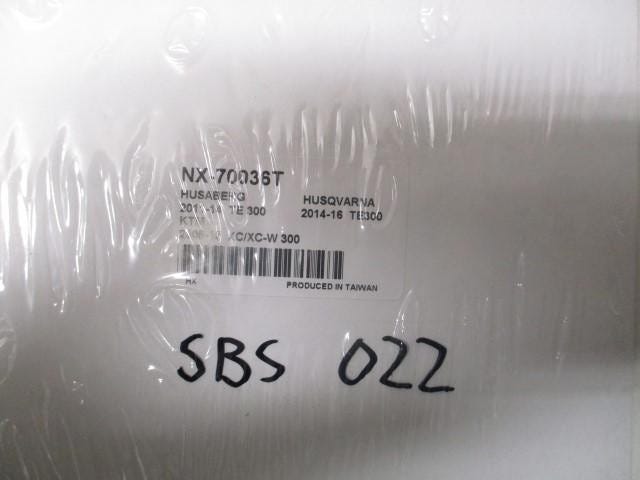 NX-70036T
HUSABERG HUSQVARNA
TE 300 2014-16 TE300
XC/XC-W 300
PRODUCED IN TAIWAN
SBS 022